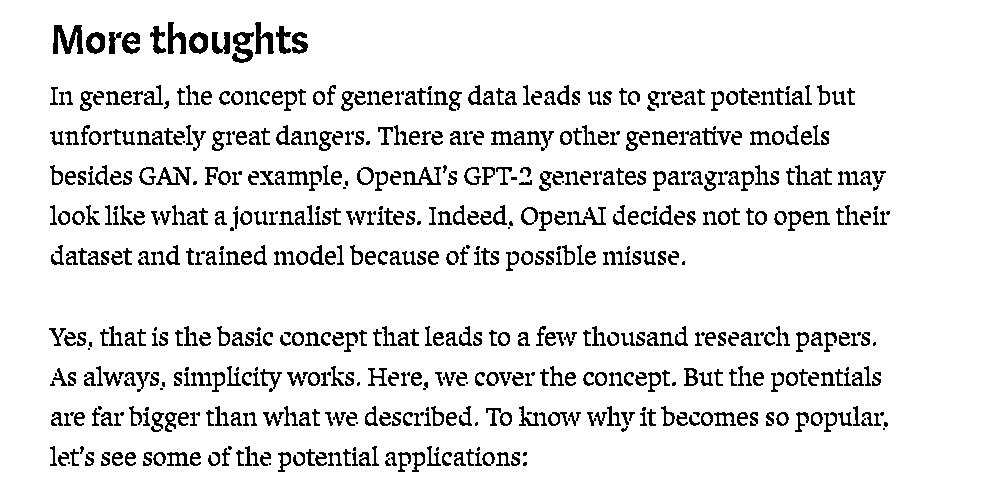 More thoughts
In general, the concept of generating data leads us to great potential but
unfortunately great dangers. There are many other generative models
besides GAN. For example, OpenAI's GPT-2 generates paragraphs that may
look like what a journalist writes. Indeed, OpenAI decides not to open their
dataset and trained model because of its possible misuse.
Yes, that is the basic concept that leads to a few thousand research papers.
As always, simplicity works. Here, we cover the concept. But the potentials
are far bigger than what we described. To know why it becomes so popular,
let's see some of the potential applications: